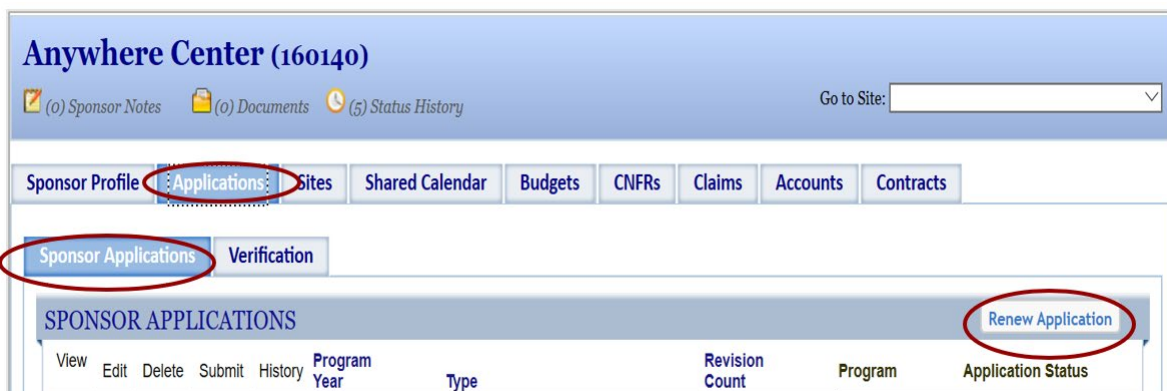 Anywhere Center (160140)
(0) Sponsor Notes (0) Documents (5) Status History Go to Site:
Sponsor Profile Applications Sites Shared Calendar Budgets CNFRs Claims Accounts Contracts
Sponsor Applications Verification
SPONSOR APPLICATIONS Renew Application
View Edit Delete Submit History Program Year Type Revision Count Program Application Status